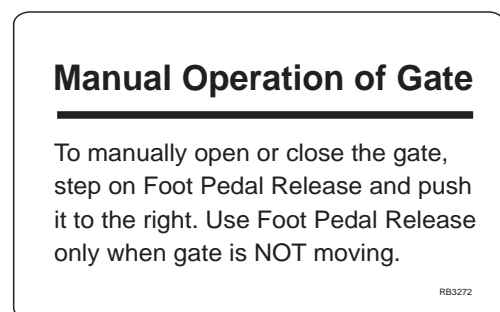 Manual Operation of Gate
To manually open or close the gate,
step on Foot Pedal Release and push
it to the right. Use Foot Pedal Release
only when gate is NOT moving.
RB3272